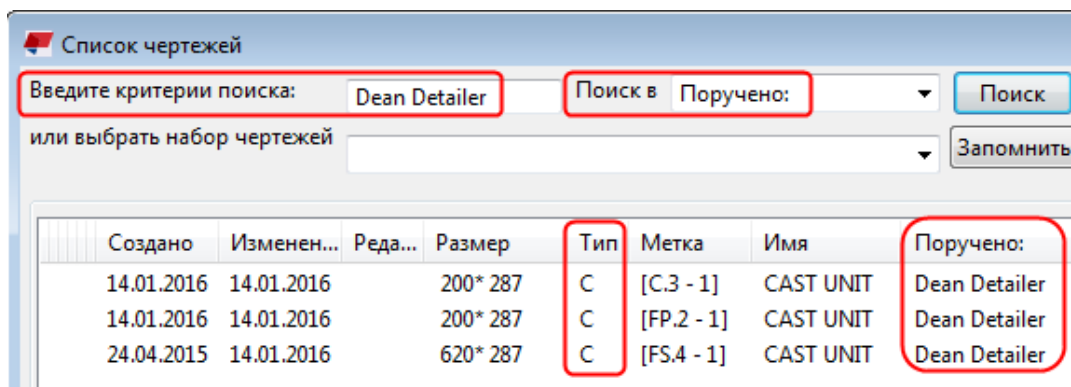 Список чертежей
Введите критерии поиска: Dean Detailer Поиск в Поручено: Поиск
или выбрать набор чертежей Запомнить
Создано Изменен... Реда... Размер Тип Метка Имя Поручено:
14.01.2016 14.01.2016 200* 287 C [C.3 - 1] CAST UNIT Dean Detailer
14.01.2016 14.01.2016 200* 287 C [FP.2 - 1] CAST UNIT Dean Detailer
24.04.2015 14.01.2016 620* 287 C [FS.4 - 1] CAST UNIT Dean Detailer